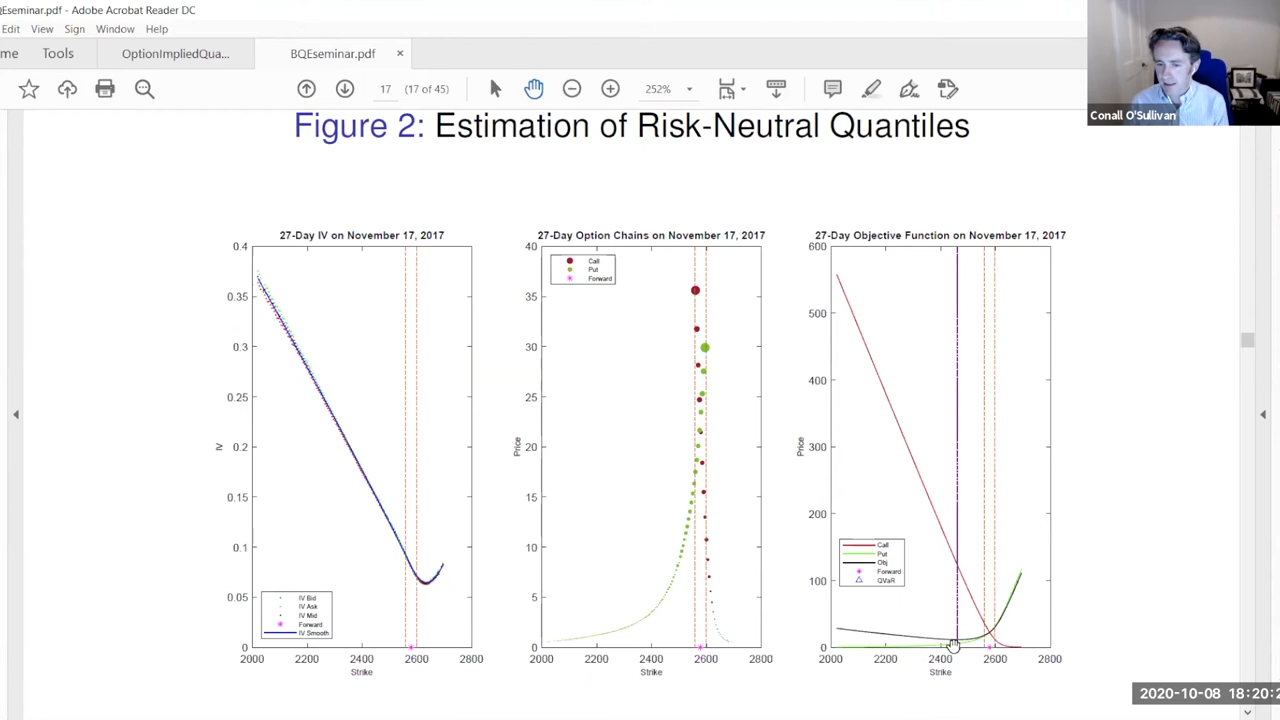 Eseminar.pdf - Adobe Acrobat Reader DC
Edit View Sign Window Help
me Tools OptionImpliedQua... BQEseminar.pdf ×
17 (17 of 45) 252%
Conall O'Sullivan
Figure 2: Estimation of Risk-Neutral Quantiles
27-Day IV on November 17, 2017
0.4
0.35
0.3
0.25
0.2
0.15
0.1
0.05
0
IV
IV Bid
IV Ask
IV Mid
Forward
IV Smooth
2000 2200 2400 2600 2800
Strike
27-Day Option Chains on November 17, 2017
40
35
30
25
20
15
10
5
0
Price
Call
Put
Forward
2000 2200 2400 2600 2800
Strike
27-Day Objective Function on November 17, 2017
600
500
400
300
200
100
0
Price
Call
Put
Obj
Forward
QVaR
2000 2200 2400 2600 2800
Strike
2020-10-08 18:20:2